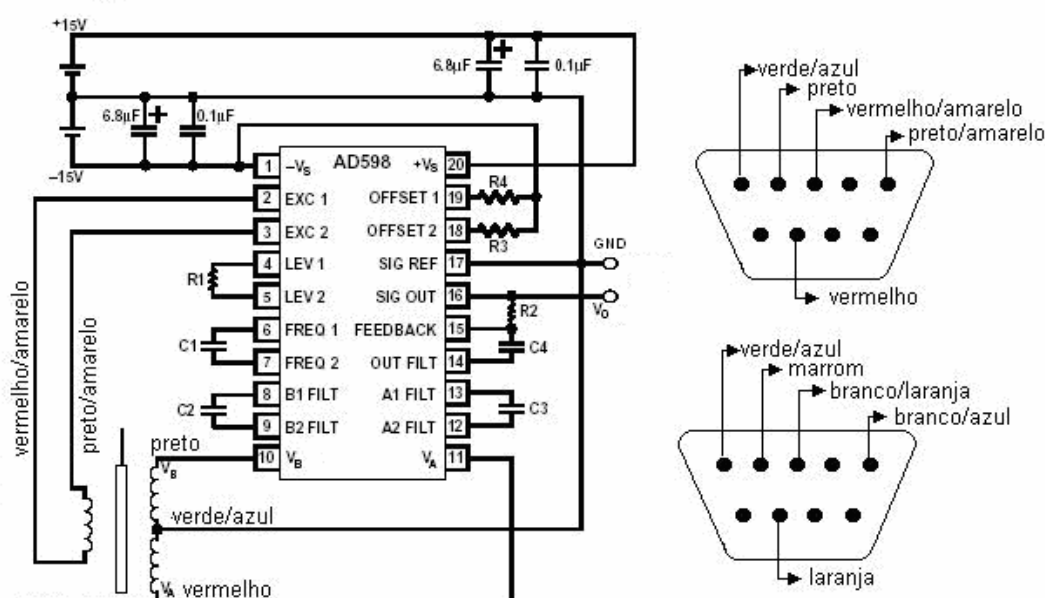 +15V
6.8µF
+
0.1µF
6.8µF
+
0.1µF
–15V
AD598
1
–VS
+VS
20
2
EXC 1
OFFSET 1
19
R4
3
EXC 2
OFFSET 2
18
R3
4
LEV 1
SIG REF
17
GND
R1
5
LEV 2
SIG OUT
16
R2
VO
6
FREQ 1
FEEDBACK
15
C1
C4
7
FREQ 2
OUT FILT
14
8
B1 FILT
A1 FILT
13
C2
C3
9
B2 FILT
A2 FILT
12
10
VB
VA
11
vermelho/amarelo
preto/amarelo
preto
VB
verde/azul
VA
vermelho
verde/azul
preto
vermelho/amarelo
preto/amarelo
vermelho
verde/azul
marrom
branco/laranja
branco/azul
laranja